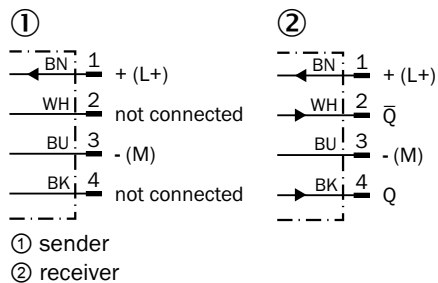 ① ②
BN 1 + (L+)
WH 2 not connected
BU 3 - (M)
BK 4 not connected
BN 1 + (L+)
WH 2 Q̅
BU 3 - (M)
BK 4 Q
① sender
② receiver